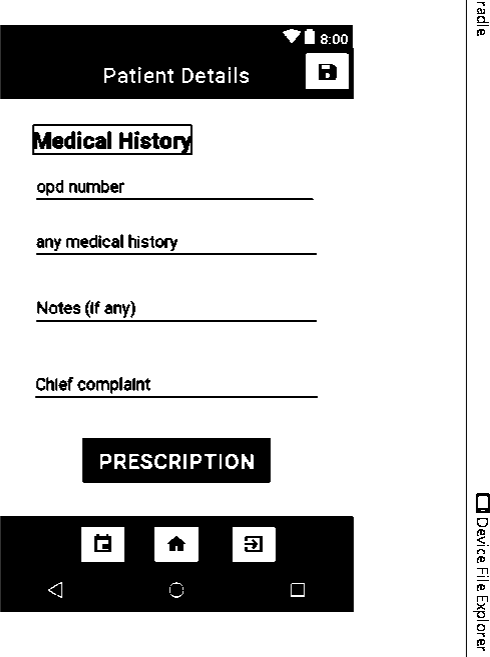 radle
8:00
Patient Details
Medical History
opd number
any medical history
Notes (if any)
Chief complaint
PRESCRIPTION
Device File Explorer